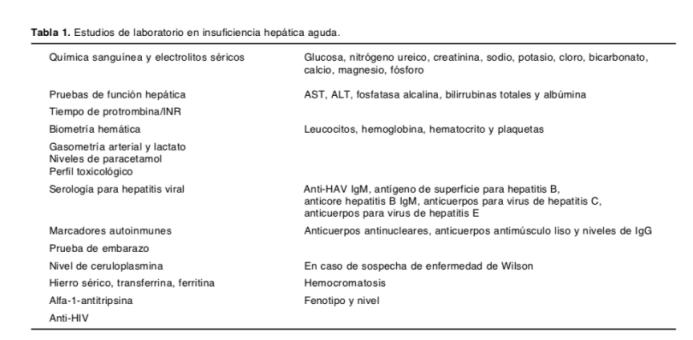 Tabla 1. Estudios de laboratorio en insuficiencia hepática aguda.
Química sanguínea y electrolitos séricos Glucosa, nitrógeno ureico, creatinina, sodio, potasio, cloro, bicarbonato,
calcio, magnesio, fósforo
Pruebas de función hepática AST, ALT, fosfatasa alcalina, bilirrubinas totales y albúmina
Tiempo de protrombina/INR
Biometría hemática Leucocitos, hemoglobina, hematocrito y plaquetas
Gasometría arterial y lactato
Niveles de paracetamol
Perfil toxicológico
Serología para hepatitis viral Anti-HAV IgM, antígeno de superficie para hepatitis B,
anticore hepatitis B IgM, anticuerpos para virus de hepatitis C,
anticuerpos para virus de hepatitis E
Marcadores autoinmunes Anticuerpos antinucleares, anticuerpos antimúsculo liso y niveles de IgG
Prueba de embarazo
Nivel de ceruloplasmina En caso de sospecha de enfermedad de Wilson
Hierro sérico, transferrina, ferritina Hemocromatosis
Alfa-1-antitripsina Fenotipo y nivel
Anti-HIV